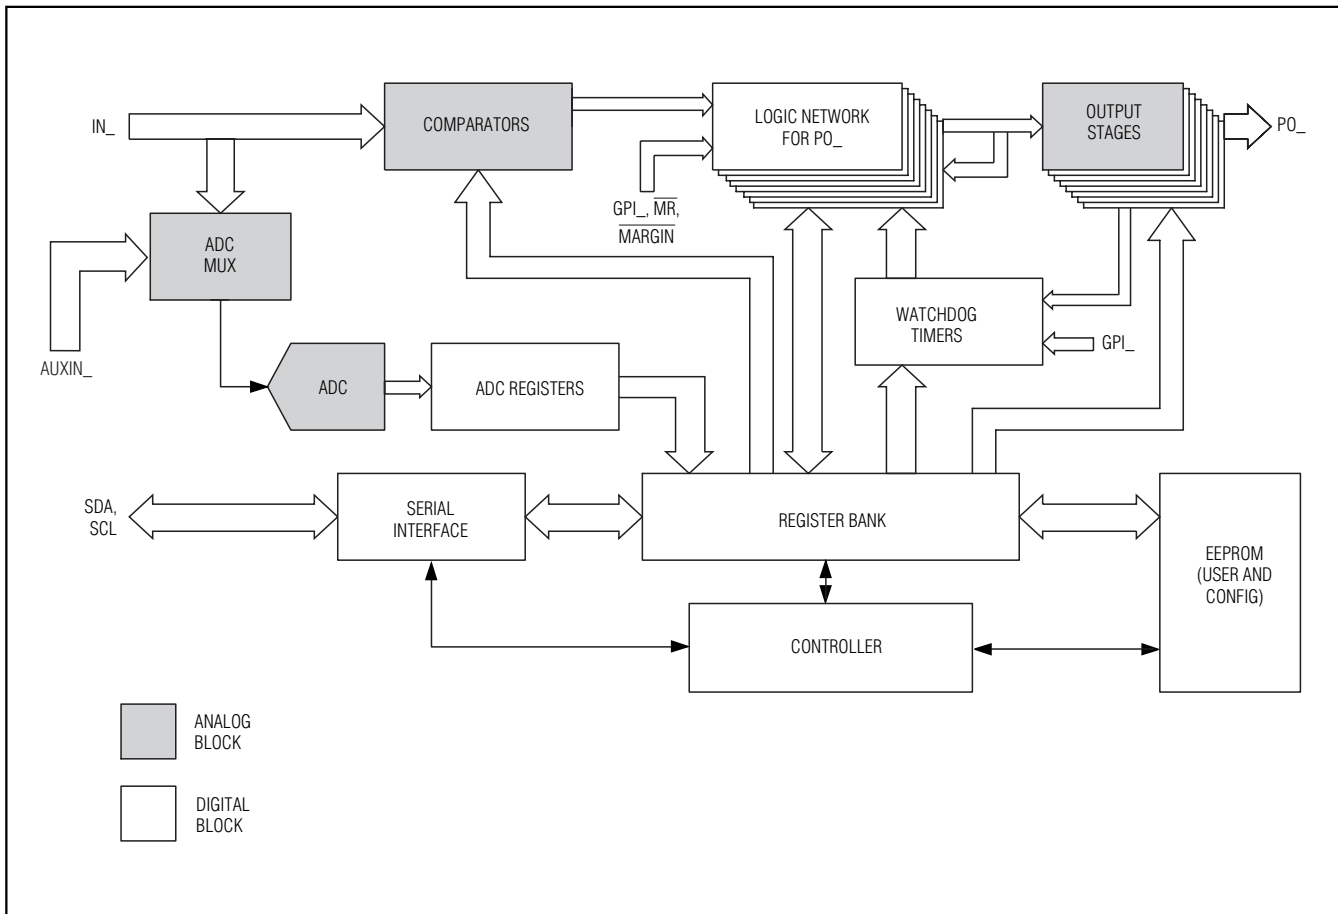 IN_
COMPARATORS
LOGIC NETWORK
FOR PO_
OUTPUT
STAGES
PO_
GPI_, MR,
MARGIN
ADC
MUX
AUXIN_
WATCHDOG
TIMERS
GPI_
ADC
ADC REGISTERS
SDA,
SCL
SERIAL
INTERFACE
REGISTER BANK
EEPROM
(USER AND
CONFIG)
CONTROLLER
ANALOG
BLOCK
DIGITAL
BLOCK